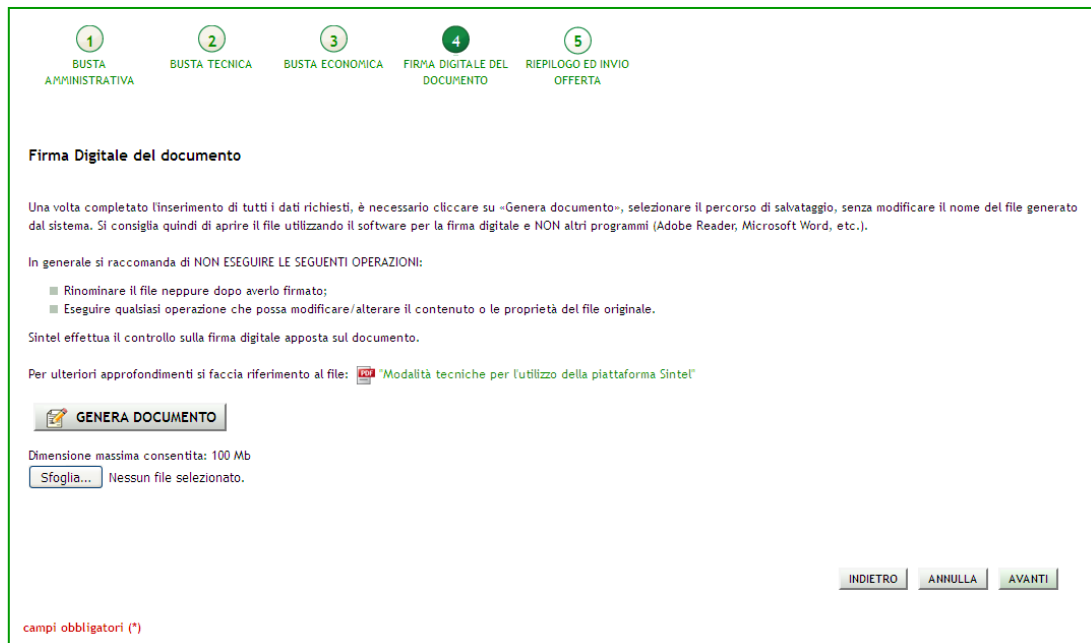 1 2 3 4 5
BUSTA AMMINISTRATIVA
BUSTA TECNICA
BUSTA ECONOMICA
FIRMA DIGITALE DEL DOCUMENTO
RIEPILOGO ED INVIO OFFERTA
Firma Digitale del documento
Una volta completato l'inserimento di tutti i dati richiesti, è necessario cliccare su «Genera documento», selezionare il percorso di salvataggio, senza modificare il nome del file generato
dal sistema. Si consiglia quindi di aprire il file utilizzando il software per la firma digitale e NON altri programmi (Adobe Reader, Microsoft Word, etc.).
In generale si raccomanda di NON ESEGUIRE LE SEGUENTI OPERAZIONI:
Rinominare il file neppure dopo averlo firmato;
Eseguire qualsiasi operazione che possa modificare/alterare il contenuto o le proprietà del file originale.
Sintel effettua il controllo sulla firma digitale apposta sul documento.
Per ulteriori approfondimenti si faccia riferimento al file: PDF "Modalità tecniche per l'utilizzo della piattaforma Sintel"
GENERA DOCUMENTO
Dimensione massima consentita: 100 Mb
Sfoglia... Nessun file selezionato.
INDIETRO ANNULLA AVANTI
campi obbligatori (*)